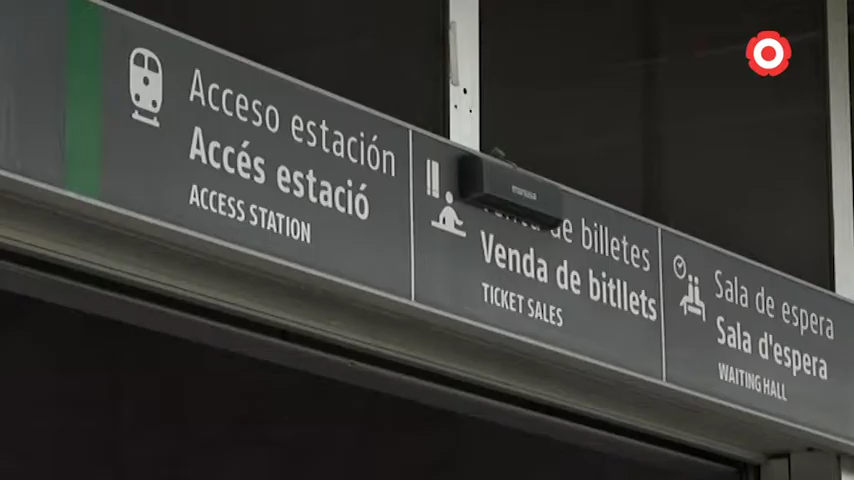 Acceso estación
Accés estació
ACCESS STATION
de billetes
Venda de bitllets
TICKET SALES
Sala de espera
Sala d'espera
WAITING HALL